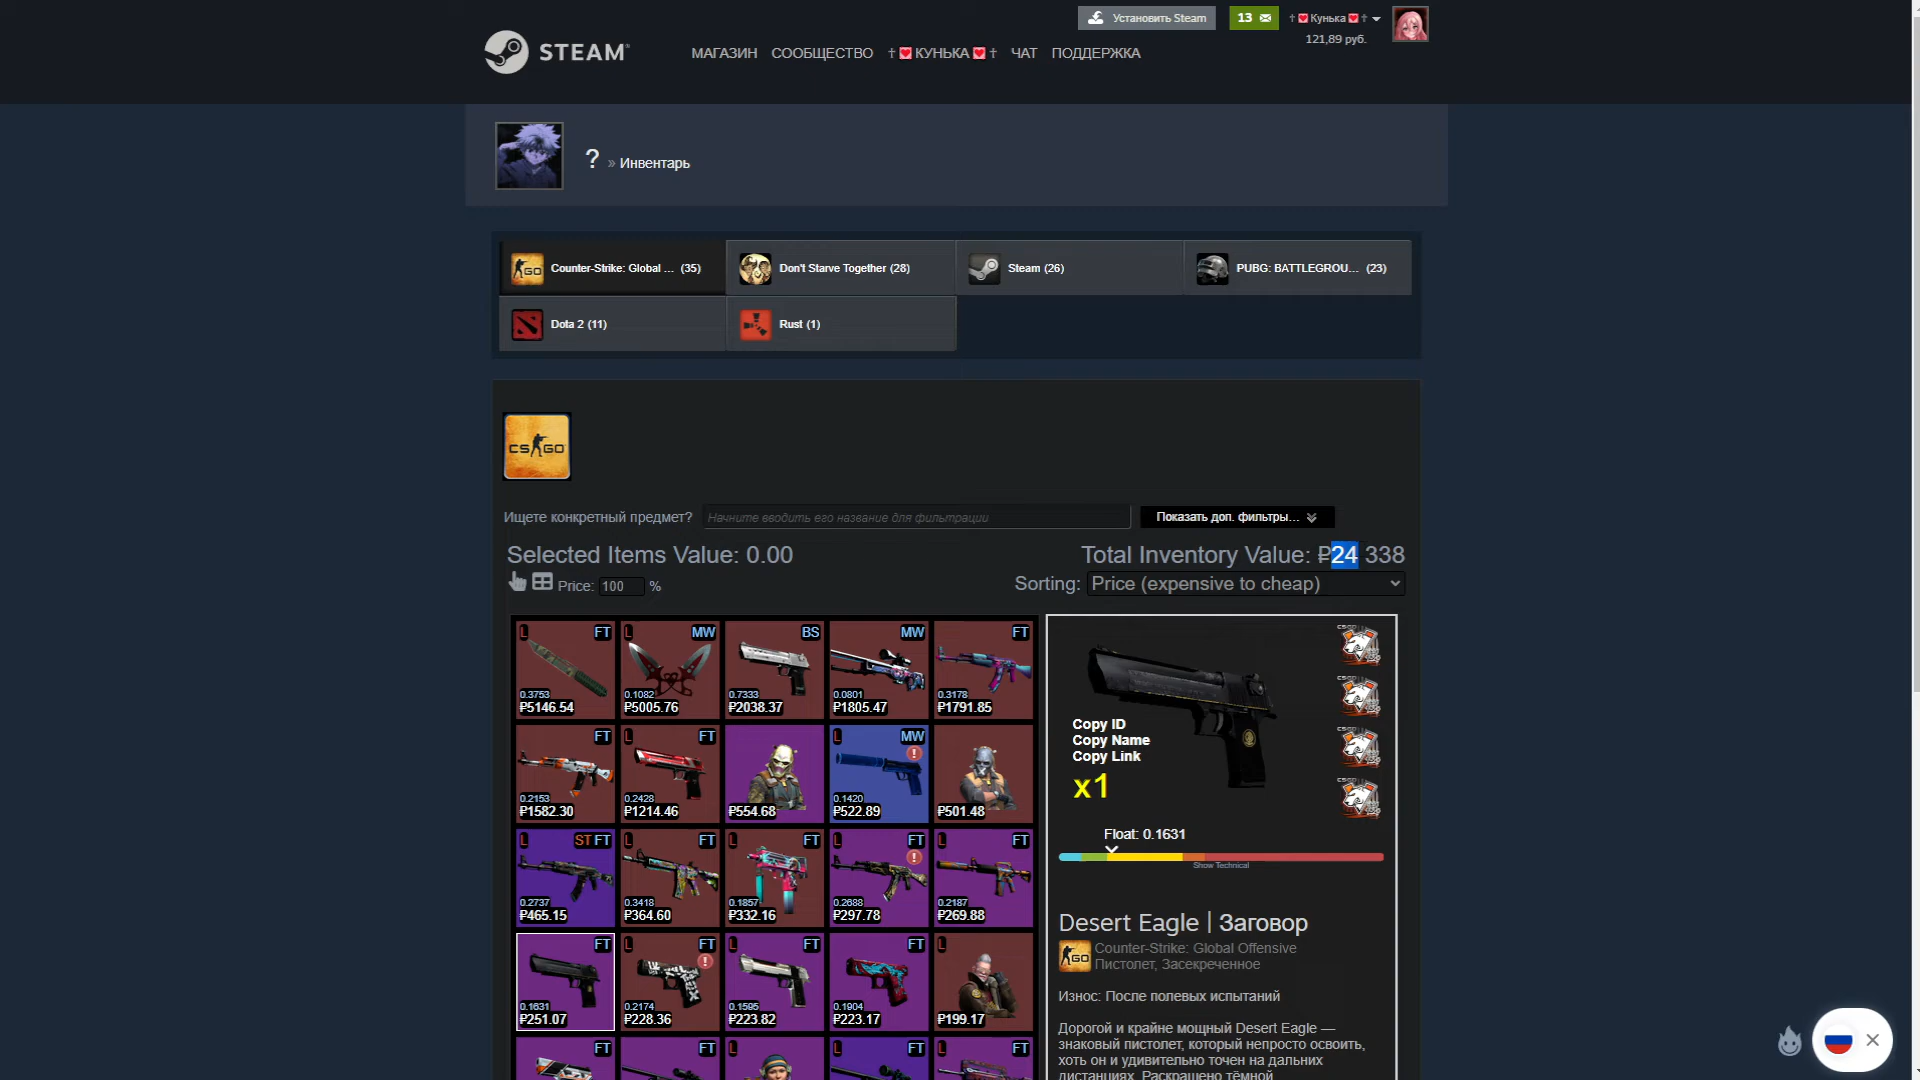 Установить Steam
13
†💟Кунька💟†
121,89 руб.
STEAM®
МАГАЗИН СООБЩЕСТВО †💟КУНЬКА💟† ЧАТ ПОДДЕРЖКА
? » Инвентарь
Counter-Strike: Global ... (35)
Don't Starve Together (28)
Steam (26)
PUBG: BATTLEGROU... (23)
Dota 2 (11)
Rust (1)
CS GO
Ищете конкретный предмет? Начните вводить его название для фильтрации
Показать доп. фильтры...
Selected Items Value: 0.00
Total Inventory Value: ₽24 338
Price: 100 %
Sorting: Price (expensive to cheap)
L FT L MW BS MW FT
0.3753 0.1082 0.7333 0.0801 0.3178
₽5146.54 ₽5005.76 ₽2038.37 ₽1805.47 ₽1791.85
FT L FT L MW
0.2153 0.2428 0.1420
₽1582.30 ₽1214.46 ₽554.68 ₽522.89 ₽501.48
L ST FT L FT L FT L FT L FT
0.2737 0.3418 0.1857 0.2688 0.2187
₽465.15 ₽364.60 ₽332.16 ₽297.78 ₽269.88
FT L FT L FT L FT L
0.1631 0.2174 0.1595 0.1904
₽251.07 ₽228.36 ₽223.82 ₽223.17 ₽199.17
FT FT L L FT L FT
Copy ID
Copy Name
Copy Link
x1
Float: 0.1631
Show Technical
Desert Eagle | Заговор
Counter-Strike: Global Offensive
Пистолет, Засекреченное
Износ: После полевых испытаний
Дорогой и крайне мощный Desert Eagle —
знаковый пистолет, который непросто освоить,
хоть он и удивительно точен на дальних
дистанциях. Раскрашено тёмной